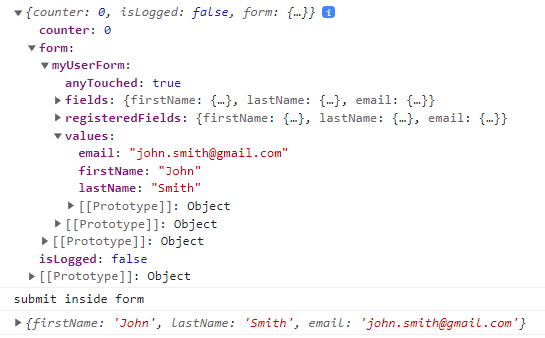 ▼ {counter: 0, isLogged: false, form: {…}} i
counter: 0
▼ form:
▼ myUserForm:
anyTouched: true
▶ fields: {firstName: {…}, lastName: {…}, email: {…}}
▶ registeredFields: {firstName: {…}, lastName: {…}, email: {…}}
▼ values:
email: "john.smith@gmail.com"
firstName: "John"
lastName: "Smith"
▶ [[Prototype]]: Object
▶ [[Prototype]]: Object
▶ [[Prototype]]: Object
isLogged: false
▶ [[Prototype]]: Object
submit inside form
▶ {firstName: 'John', lastName: 'Smith', email: 'john.smith@gmail.com'}